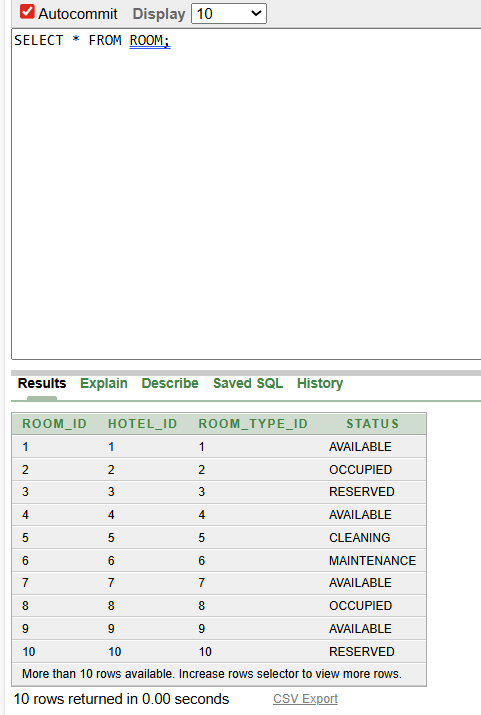 Autocommit Display 10
SELECT * FROM ROOM;
Results Explain Describe Saved SQL History
ROOM_ID HOTEL_ID ROOM_TYPE_ID STATUS
1 1 1 AVAILABLE
2 2 2 OCCUPIED
3 3 3 RESERVED
4 4 4 AVAILABLE
5 5 5 CLEANING
6 6 6 MAINTENANCE
7 7 7 AVAILABLE
8 8 8 OCCUPIED
9 9 9 AVAILABLE
10 10 10 RESERVED
More than 10 rows available. Increase rows selector to view more rows.
10 rows returned in 0.00 seconds CSV Export